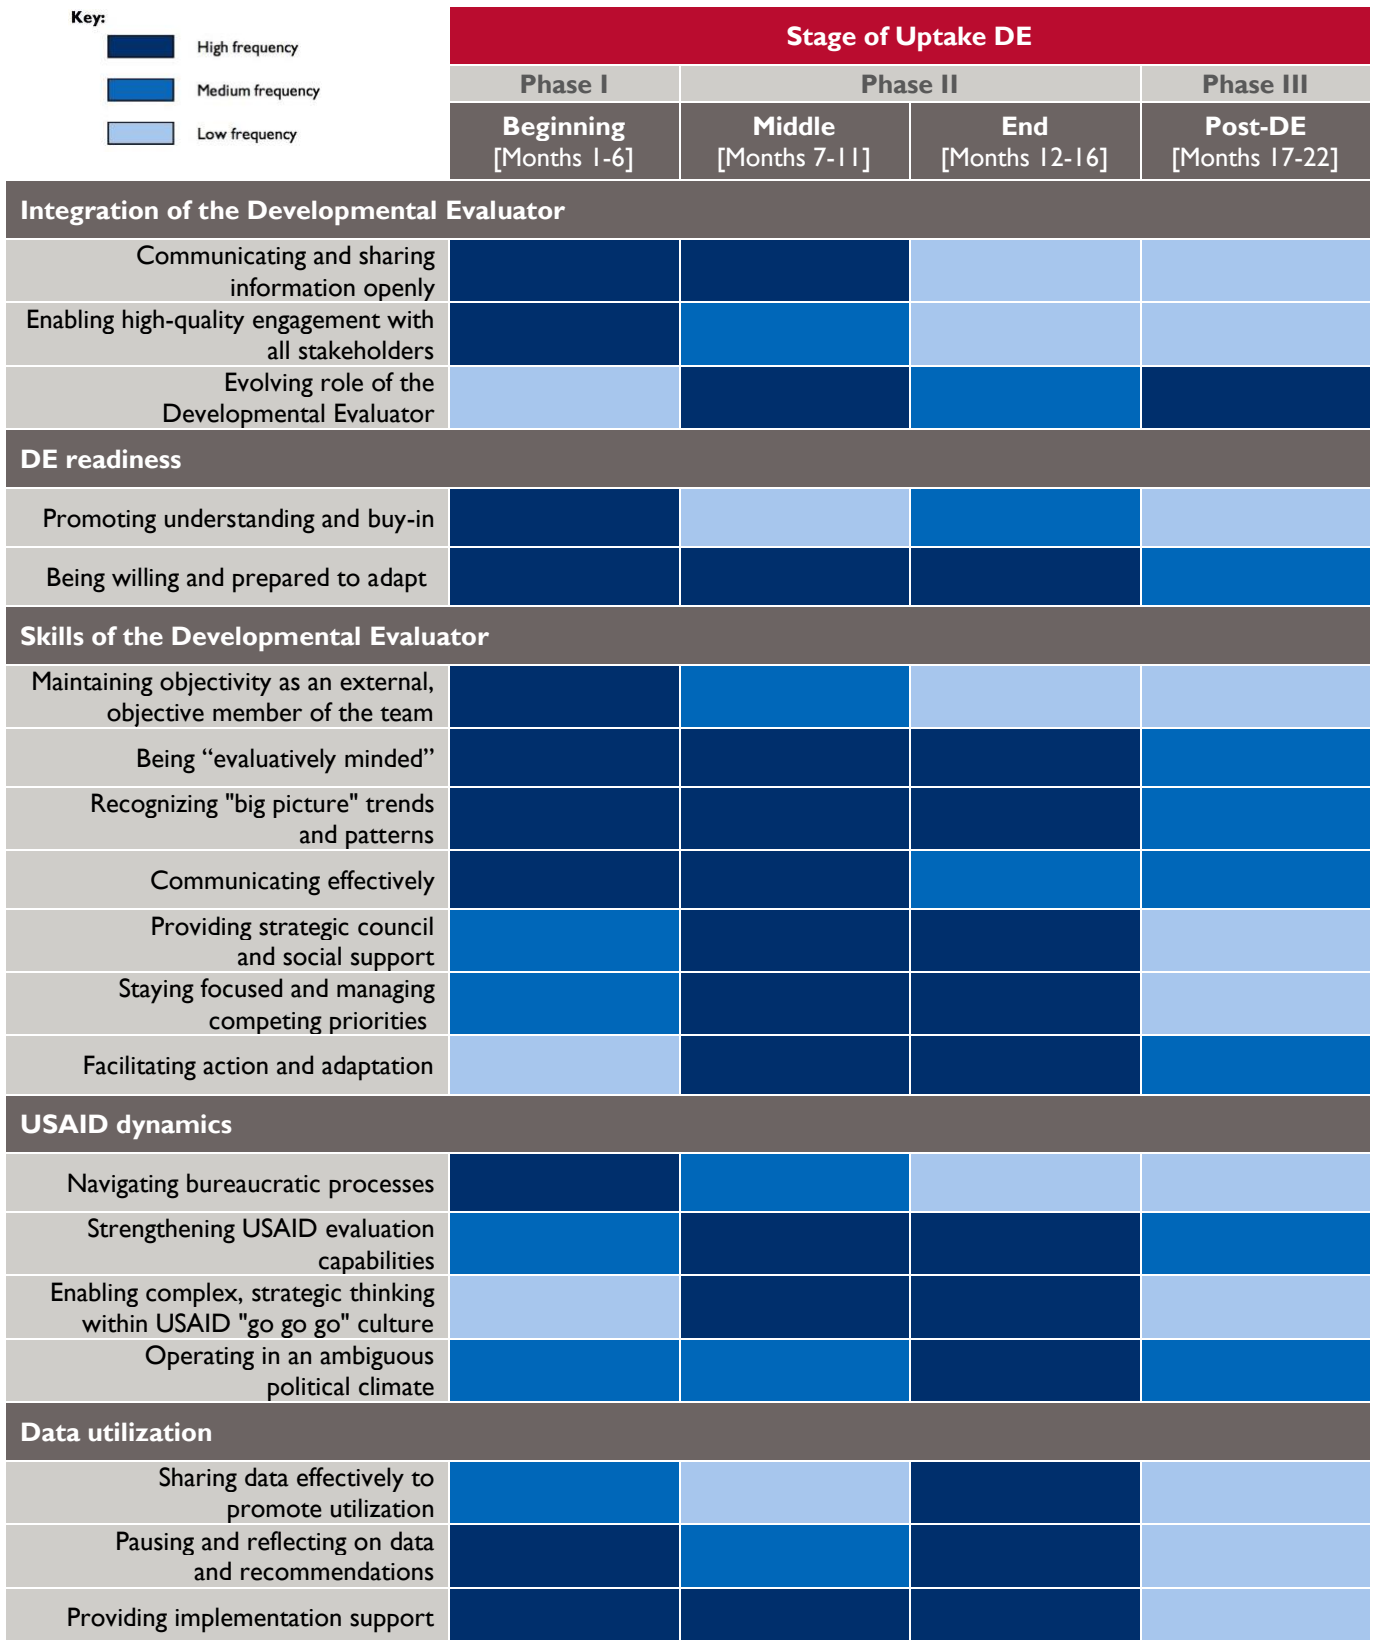 Key:
High frequency
Medium frequency
Low frequency
Stage of Uptake DE
Phase I
Phase II
Phase III
Beginning
[Months 1-6]
Middle
[Months 7-11]
End
[Months 12-16]
Post-DE
[Months 17-22]
Integration of the Developmental Evaluator
Communicating and sharing
information openly
Enabling high-quality engagement with
all stakeholders
Evolving role of the
Developmental Evaluator
DE readiness
Promoting understanding and buy-in
Being willing and prepared to adapt
Skills of the Developmental Evaluator
Maintaining objectivity as an external,
objective member of the team
Being “evaluatively minded”
Recognizing "big picture" trends
and patterns
Communicating effectively
Providing strategic council
and social support
Staying focused and managing
competing priorities
Facilitating action and adaptation
USAID dynamics
Navigating bureaucratic processes
Strengthening USAID evaluation
capabilities
Enabling complex, strategic thinking
within USAID "go go go" culture
Operating in an ambiguous
political climate
Data utilization
Sharing data effectively to
promote utilization
Pausing and reflecting on data
and recommendations
Providing implementation support